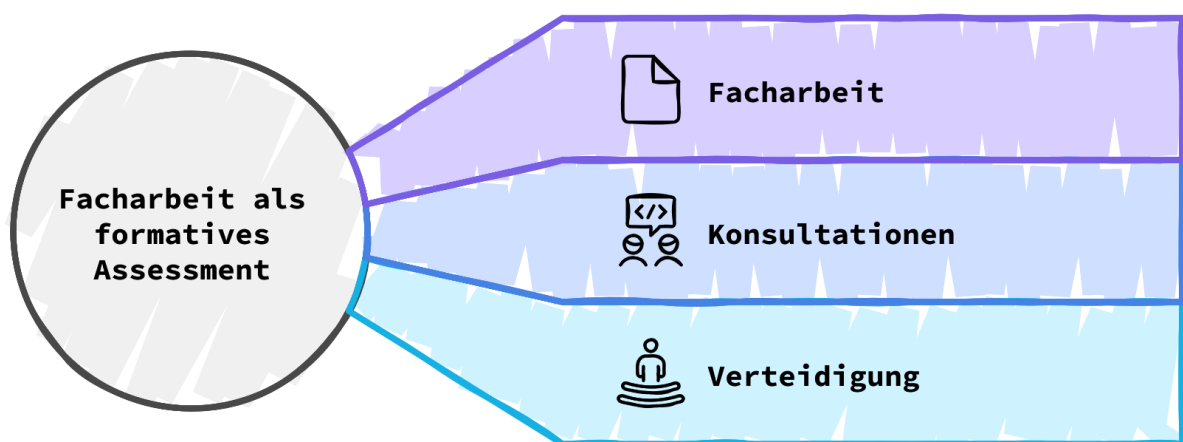 Facharbeit als
formatives
Assessment
Facharbeit
</>
Konsultationen
Verteidigung